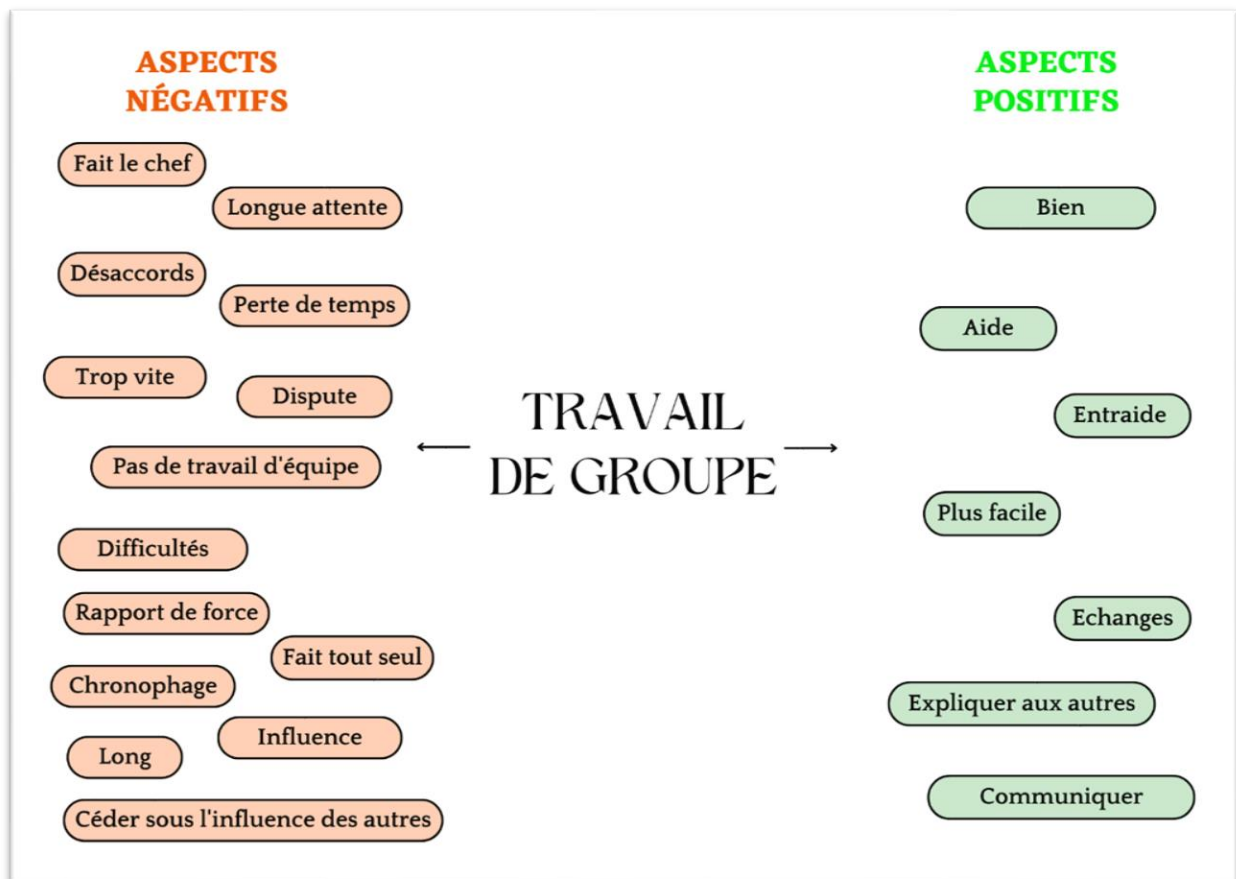 ASPECTS
NÉGATIFS
Fait le chef
Longue attente
Désaccords
Perte de temps
Trop vite
Dispute
Pas de travail d'équipe
Difficultés
Rapport de force
Fait tout seul
Chronophage
Influence
Long
Céder sous l'influence des autres
TRAVAIL
DE GROUPE
ASPECTS
POSITIFS
Bien
Aide
Entraide
Plus facile
Echanges
Expliquer aux autres
Communiquer